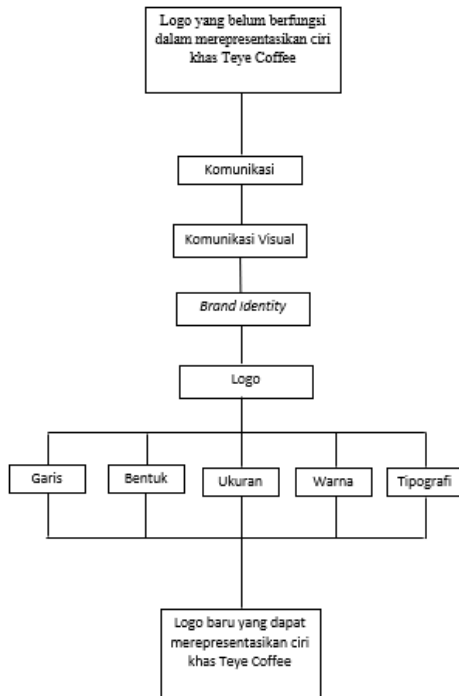 Logo yang belum berfungsi
dalam merepresentasikan ciri
khas Teye Coffee
Komunikasi
Komunikasi Visual
Brand Identity
Logo
Garis
Bentuk
Ukuran
Warna
Tipografi
Logo baru yang dapat
merepresentasikan ciri
khas Teye Coffee